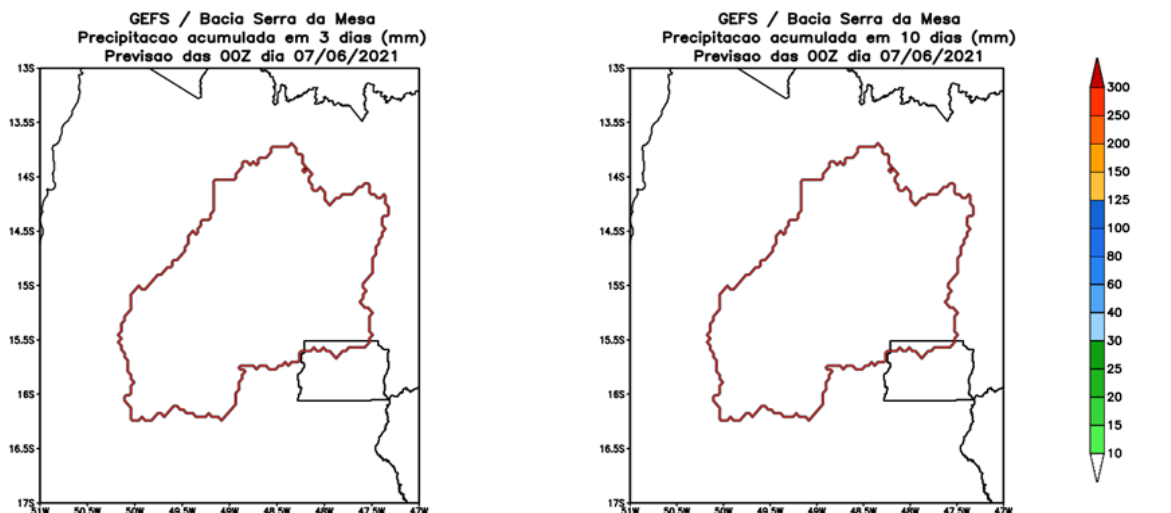 GEFS / Bacia Serra da Mesa
Precipitacao acumulada em 3 dias (mm)
Previsao das 00Z dia 07/06/2021
13S
13.5S
14S
14.5S
15S
15.5S
16S
16.5S
17S
51W 50.5W 50W 49.5W 49W 48.5W 48W 47.5W 47W
GEFS / Bacia Serra da Mesa
Precipitacao acumulada em 10 dias (mm)
Previsao das 00Z dia 07/06/2021
13S
13.5S
14S
14.5S
15S
15.5S
16S
16.5S
17S
51W 50.5W 50W 49.5W 49W 48.5W 48W 47.5W 47W
300
250
200
150
125
100
80
60
40
30
25
20
15
10